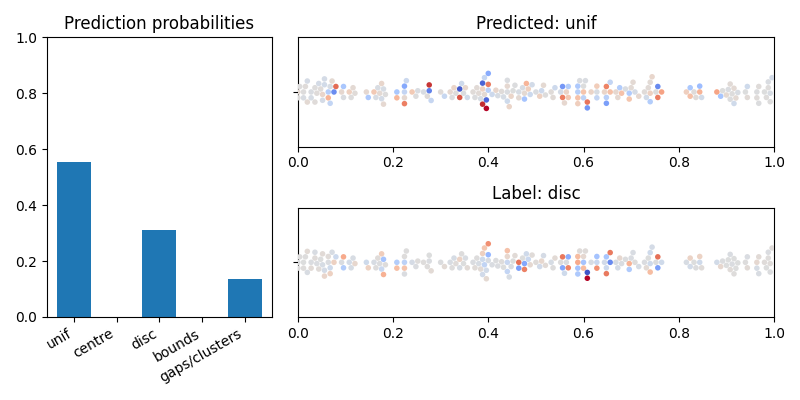 Prediction probabilities
1.0
0.8
0.6
0.4
0.2
0.0
unif
centre
disc
bounds
gaps/clusters
Predicted: unif
0.0 0.2 0.4 0.6 0.8 1.0
Label: disc
0.0 0.2 0.4 0.6 0.8 1.0